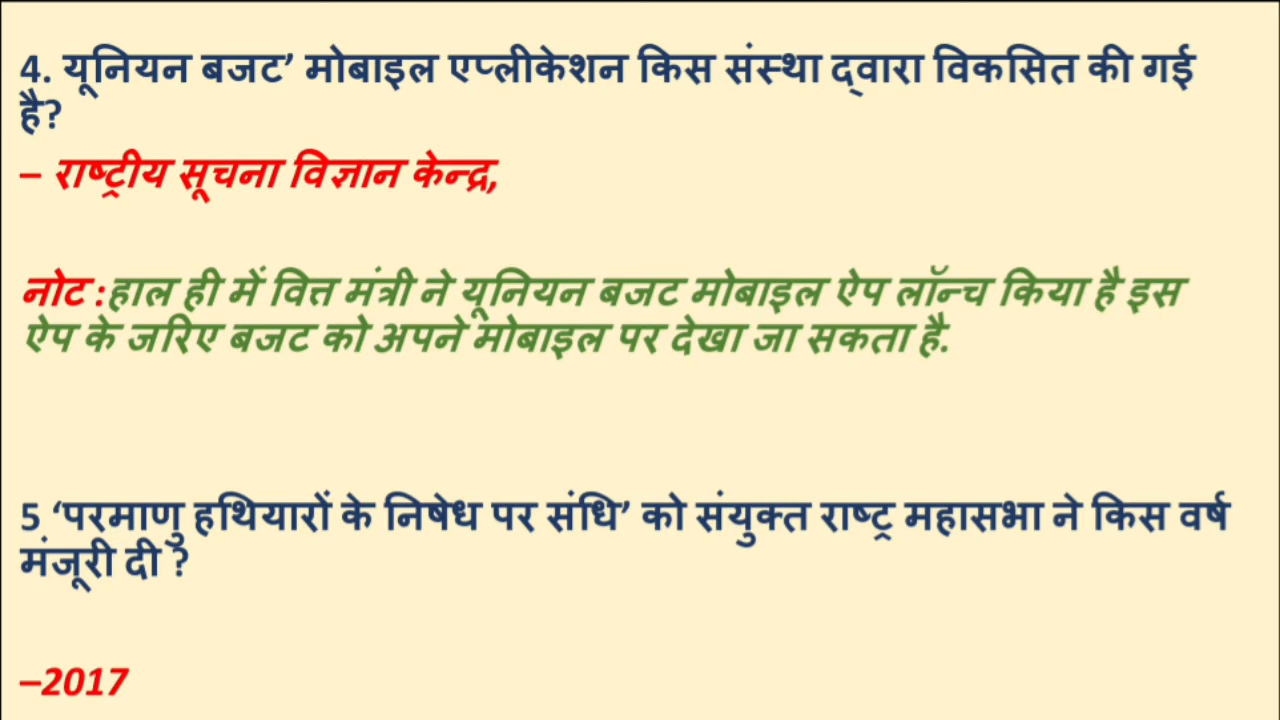 4. यूनियन बजट’ मोबाइल एप्लीकेशन किस संस्था द्वारा विकसित की गई
है?
– राष्ट्रीय सूचना विज्ञान केन्द्र,
नोट :हाल ही में वित्त मंत्री ने यूनियन बजट मोबाइल ऐप लॉन्च किया है इस
ऐप के जरिए बजट को अपने मोबाइल पर देखा जा सकता है.
5 ‘परमाणु हथियारों के निषेध पर संधि’ को संयुक्त राष्ट्र महासभा ने किस वर्ष
मंजूरी दी ?
–2017